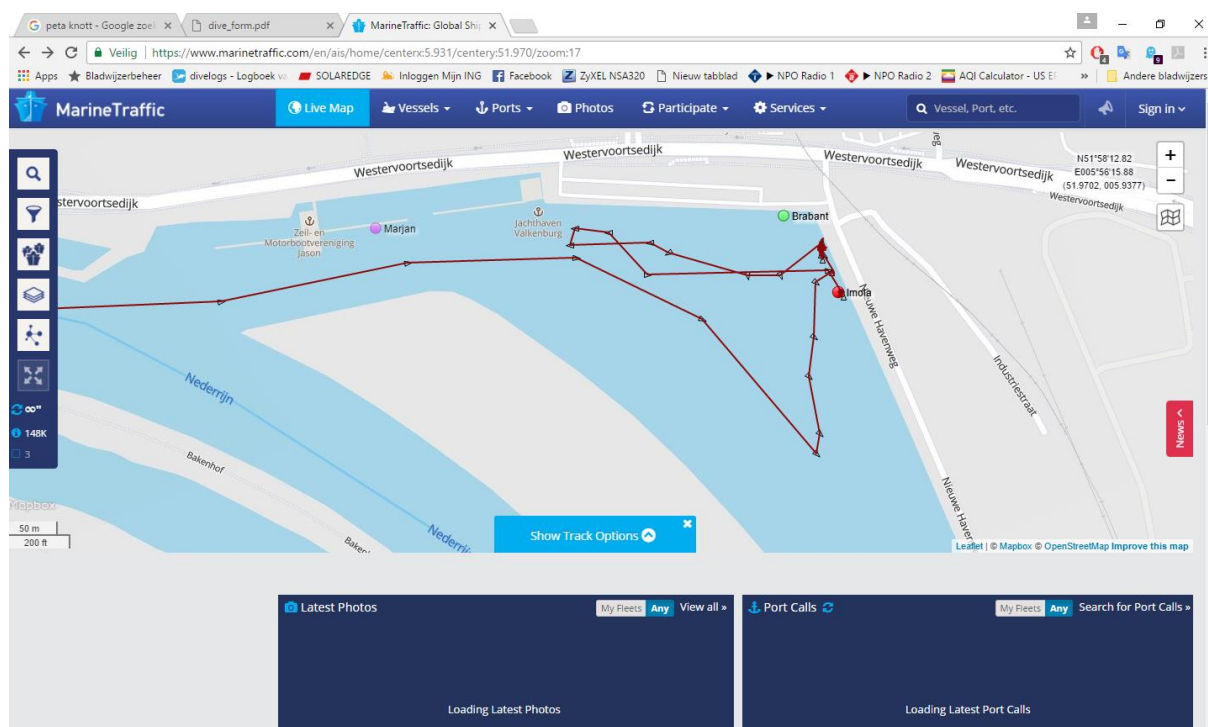 peta knott - Google zoek
dive_form.pdf
MarineTraffic: Global Ship
Veilig
https://www.marinetraffic.com/en/ais/home/centerx:5.931/centery:51.970/zoom:17
Apps
Bladwijzerbeheer
divelogs - Logboek va
SOLAREDGE
Inloggen Mijn ING
Facebook
ZyXEL NSA320
Nieuw tabblad
► NPO Radio 1
► NPO Radio 2
AQI Calculator - US EP
»
Andere bladwijzers
MarineTraffic
Live Map
Vessels
Ports
Photos
Participate
Services
Vessel, Port, etc.
Sign in
Westervoortsedijk
Westervoortsedijk
Westervoortsedijk
Westervoortsedijk
Westervoortsedijk
stervoortsedijk
eg
N51°58'12.82
E005°56'15.88
(51.9702, 005.9377)
+
−
Zeil- en
Motorbootvereniging
Jason
Marjan
Jachthaven
Valkenburg
Brabant
Imola
Nieuwe Havenweg
Industriestraat
Nederrijn
∞"
148K
3
Bakenhof
News
Mapbox
50 m
200 ft
Baken
Nederri
Show Track Options
Nieuwe Haven
Leaflet | © Mapbox © OpenStreetMap Improve this map
Latest Photos
My Fleets
Any
View all »
Port Calls
My Fleets
Any
Search for Port Calls »
Loading Latest Photos
Loading Latest Port Calls